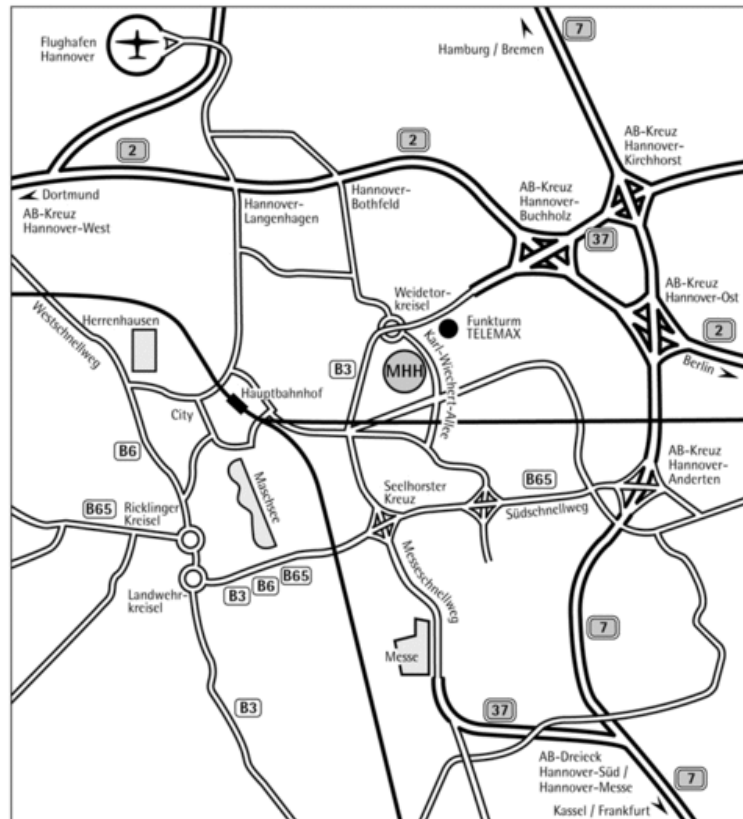 Flughafen
Hannover
7
Hamburg / Bremen
2
2
AB-Kreuz
Hannover-
Kirchhorst
Dortmund
AB-Kreuz
Hannover-West
Hannover-
Langenhagen
Hannover-
Bothfeld
AB-Kreuz
Hannover-
Buchholz
37
AB-Kreuz
Hannover-Ost
Weidetor-
kreisel
Funkturm
TELEMAX
2
Berlin
Westschnellweg
Herrenhausen
B3
MHH
Karl-Wiechert-Allee
Hauptbahnhof
City
B6
Maschsee
AB-Kreuz
Hannover-
Anderten
Seelhorster
Kreuz
B65
Südschnellweg
B65
Ricklinger
Kreisel
Landwehr-
kreisel
B3
B6
B65
Messeschnellweg
Messe
7
B3
37
AB-Dreieck
Hannover-Süd /
Hannover-Messe
7
Kassel / Frankfurt